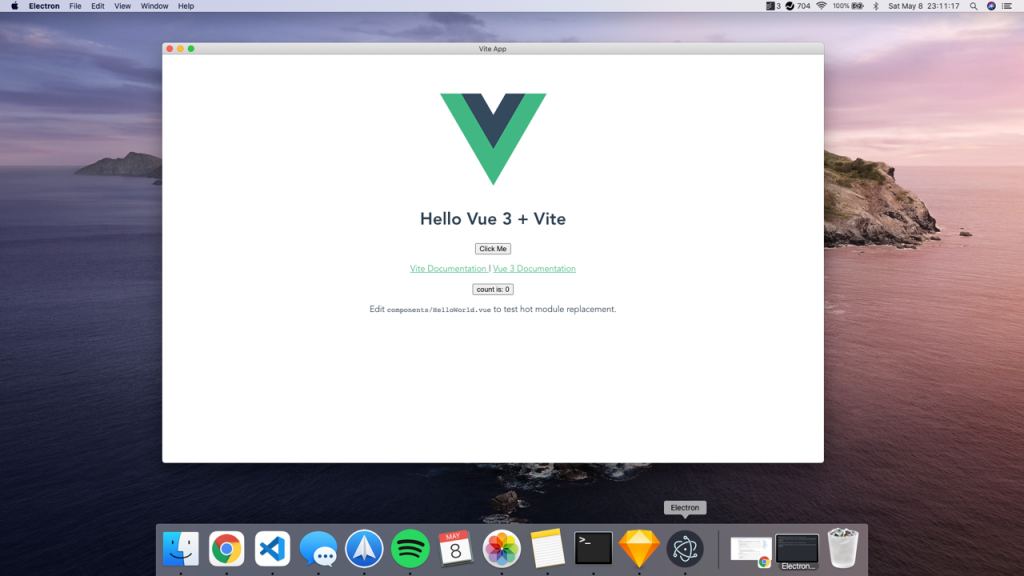 Electron File Edit View Window Help 3 704 100% Sat May 8 23:11:17
Vite App
Hello Vue 3 + Vite
Click Me
Vite Documentation | Vue 3 Documentation
count is: 0
Edit components/HelloWorld.vue to test hot module replacement.
Electron
MAY
8
>_
Electron...